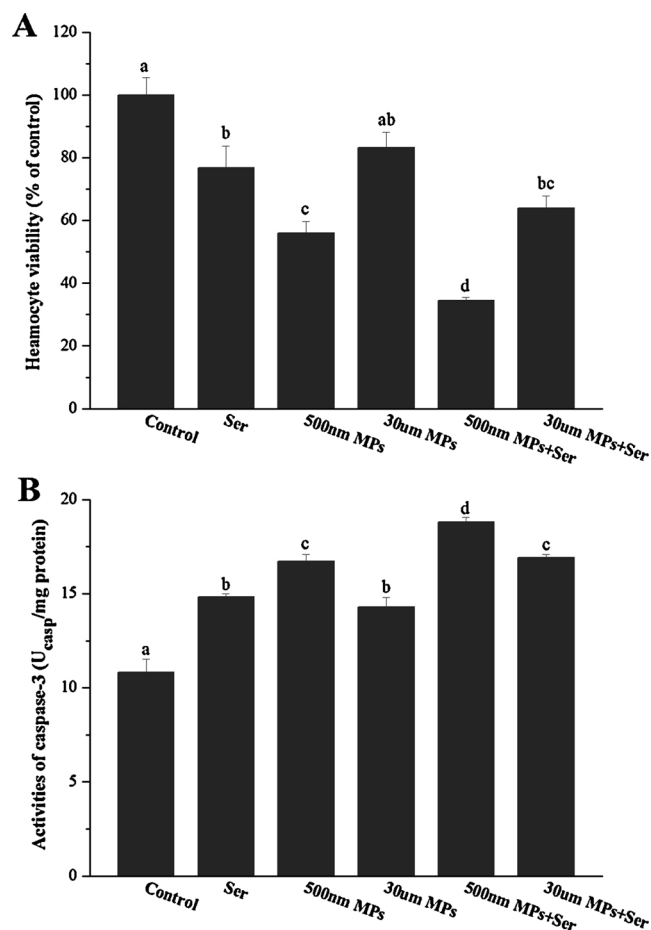 A
Heamocyte viability (% of control)
120
100
80
60
40
20
0
a
b
c
ab
d
bc
Control
Ser
500nm MPs
30um MPs
500nm MPs+Ser
30um MPs+Ser
B
Activities of caspase-3 (Ucasp/mg protein)
20
15
10
5
0
a
b
c
b
d
c
Control
Ser
500nm MPs
30um MPs
500nm MPs+Ser
30um MPs+Ser